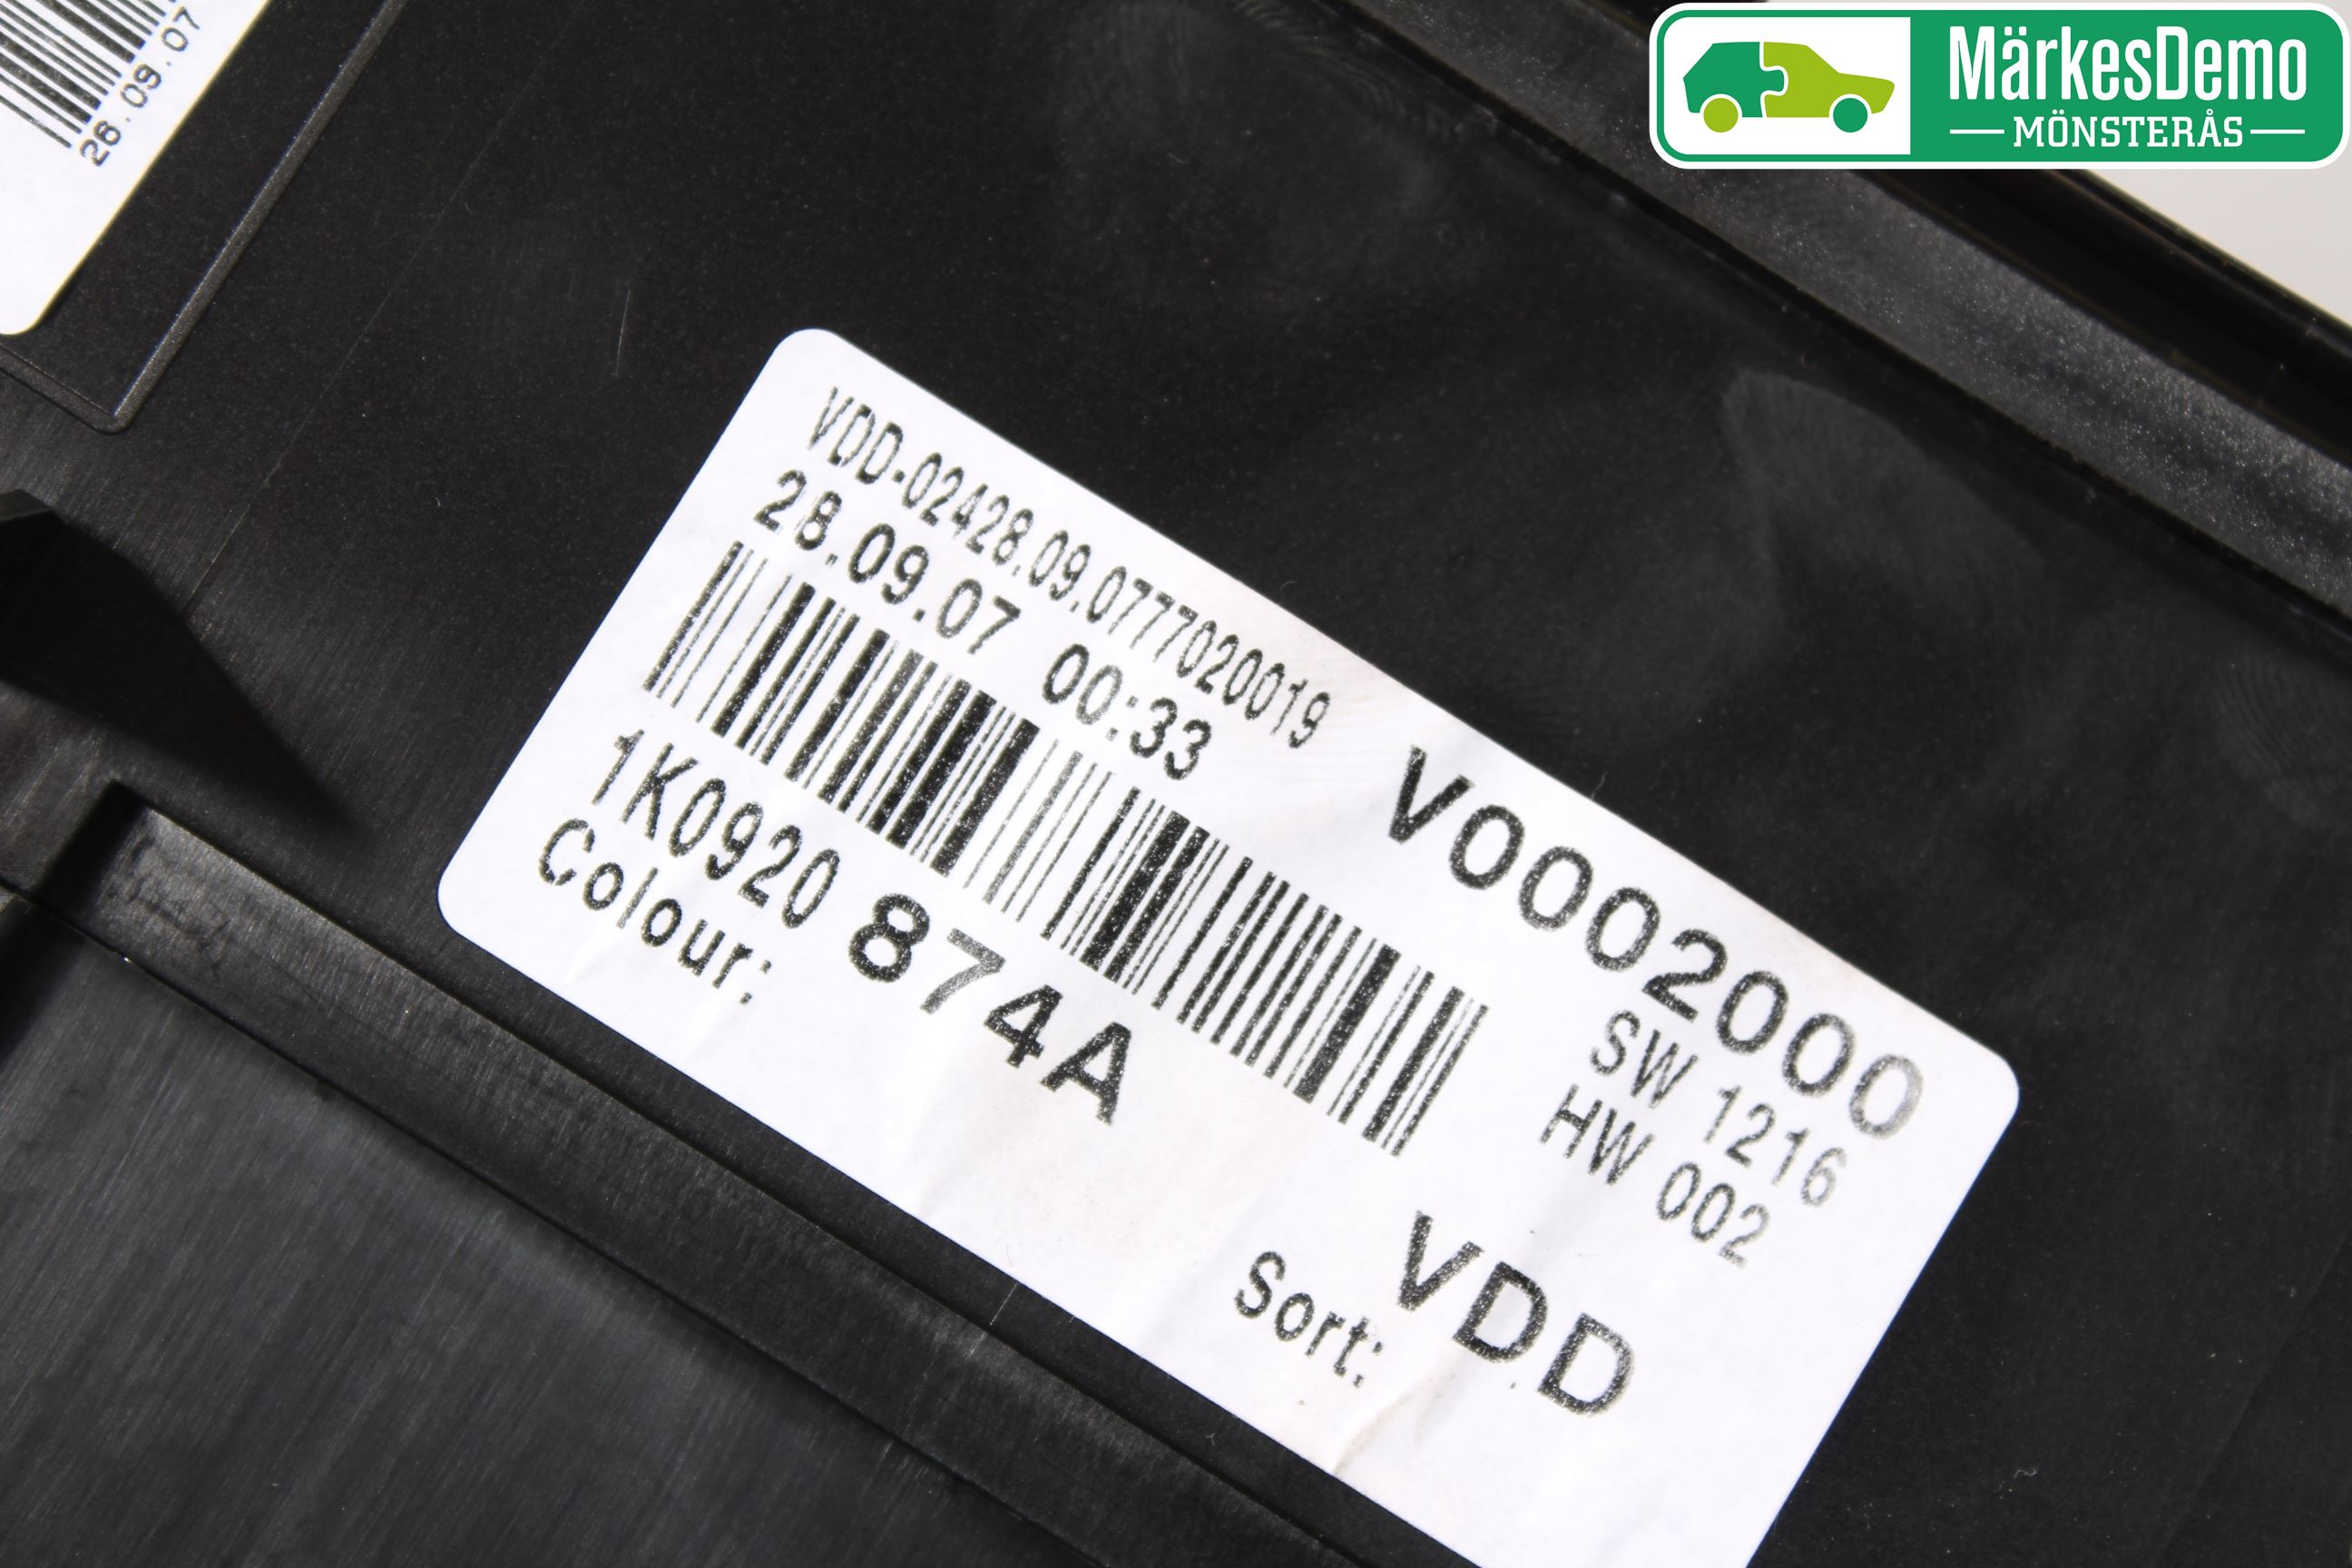 28.09.07
MärkesDemo
MÖNSTERÅS
VDD-02428.09.0777020019
28.09.07 00:33
V0002000
SW 1216
HW 002
1K0920 874A
Colour:
Sort: VDD